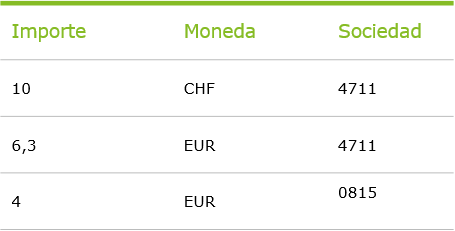 Importe Moneda Sociedad
10 CHF 4711
6,3 EUR 4711
4 EUR 0815